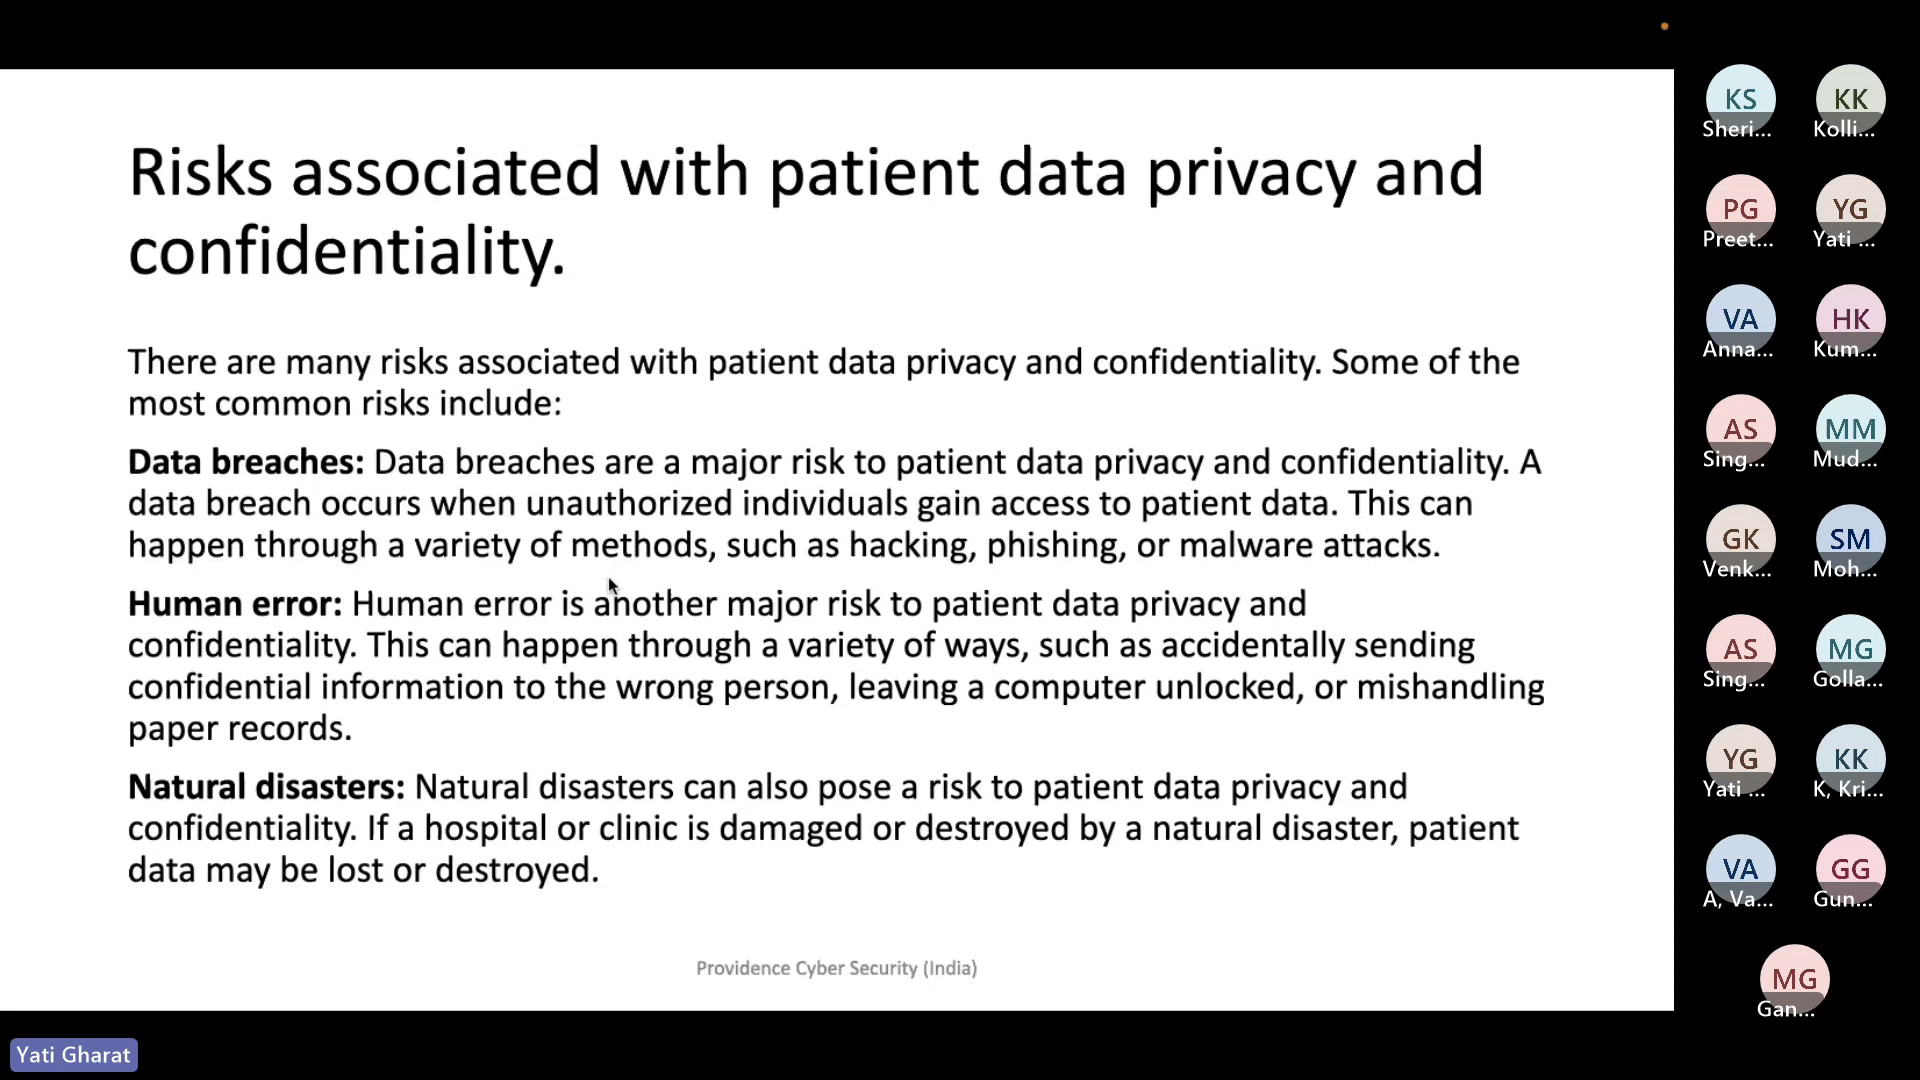 Risks associated with patient data privacy and
confidentiality.
There are many risks associated with patient data privacy and confidentiality. Some of the
most common risks include:
Data breaches: Data breaches are a major risk to patient data privacy and confidentiality. A
data breach occurs when unauthorized individuals gain access to patient data. This can
happen through a variety of methods, such as hacking, phishing, or malware attacks.
Human error: Human error is another major risk to patient data privacy and
confidentiality. This can happen through a variety of ways, such as accidentally sending
confidential information to the wrong person, leaving a computer unlocked, or mishandling
paper records.
Natural disasters: Natural disasters can also pose a risk to patient data privacy and
confidentiality. If a hospital or clinic is damaged or destroyed by a natural disaster, patient
data may be lost or destroyed.
Providence Cyber Security (India)
Yati Gharat
KS
Sheri...
KK
Kolli...
PG
Preet...
YG
Yati ...
VA
Anna...
HK
Kum...
AS
Sing...
MM
Mud...
GK
Venk...
SM
Moh...
AS
Sing...
MG
Golla...
YG
Yati ...
KK
K, Kri...
VA
A, Va...
GG
Gun...
MG
Gan...